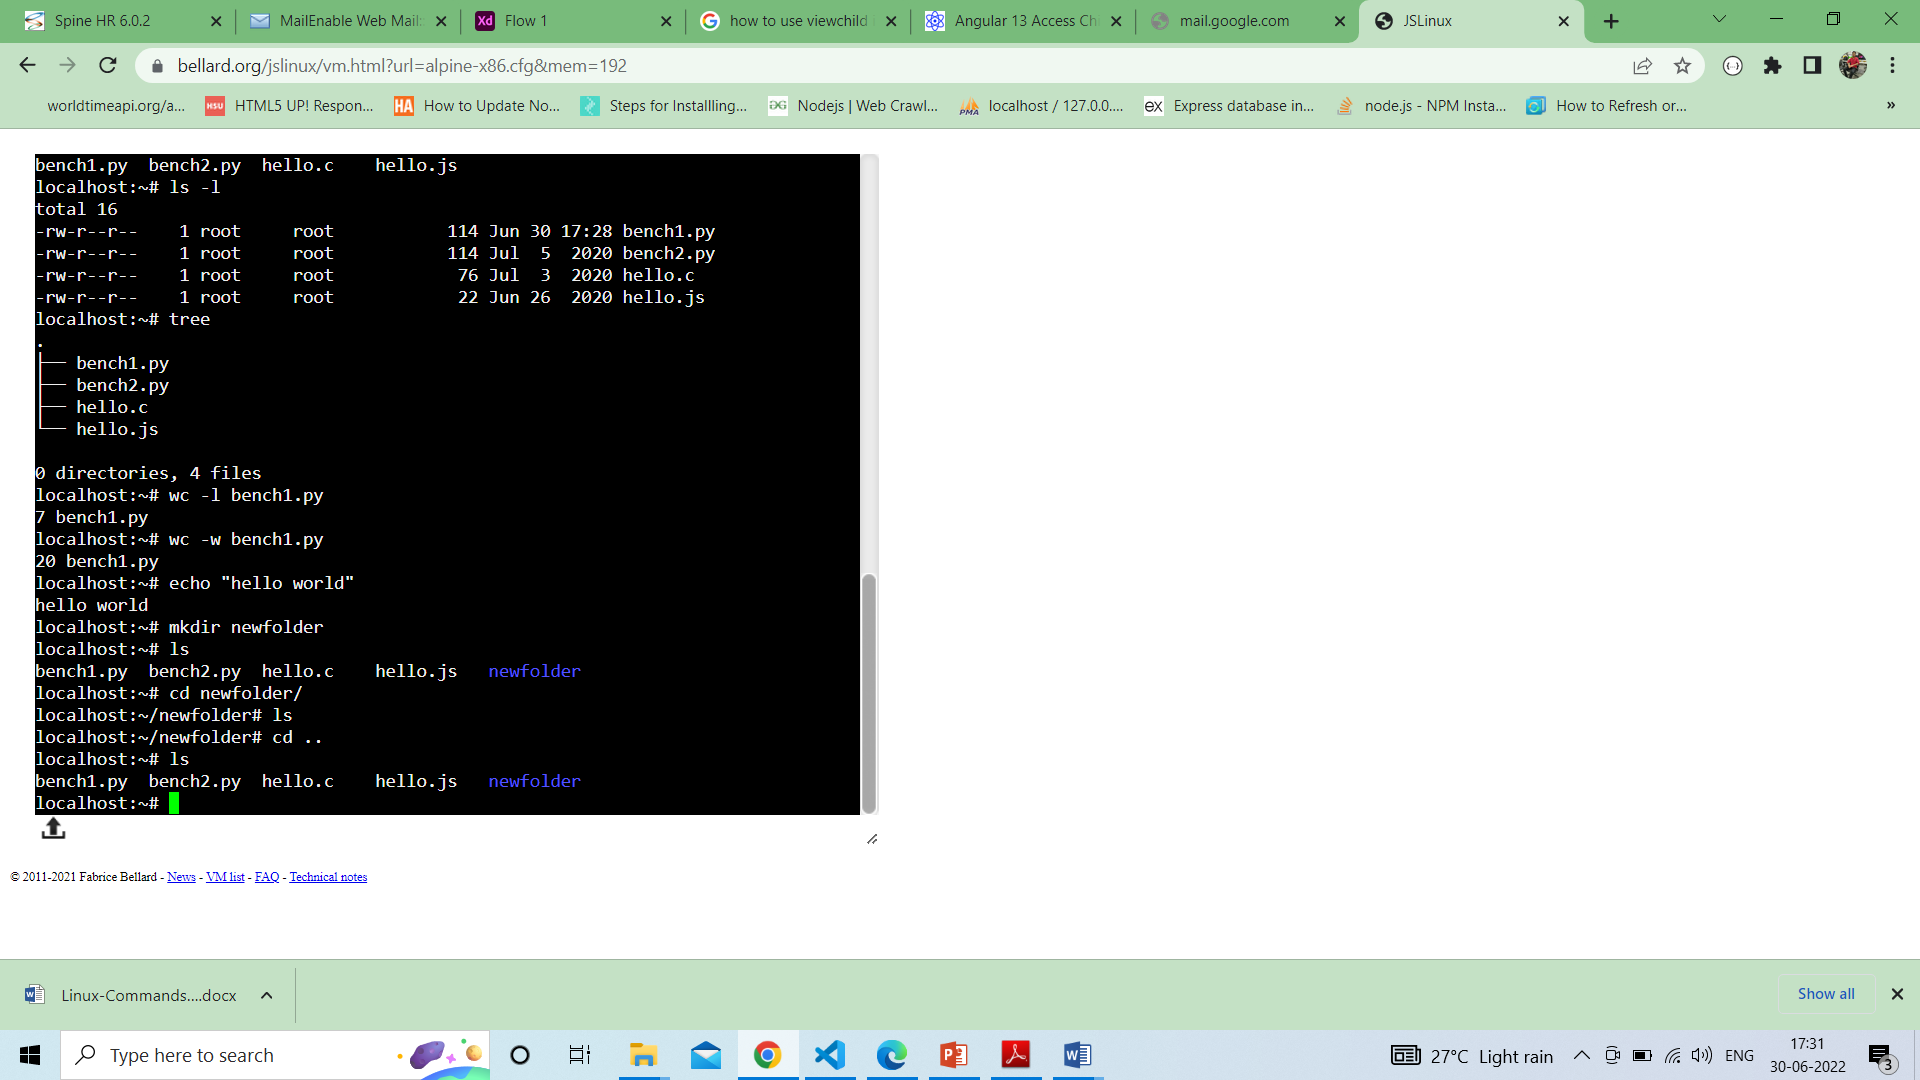 Spine HR 6.0.2
MailEnable Web Mail:
Xd Flow 1
how to use viewchild
Angular 13 Access Ch
mail.google.com
JSLinux
bellard.org/jslinux/vm.html?url=alpine-x86.cfg&mem=192
worldtimeapi.org/a...
HSU HTML5 UP! Respon...
HA How to Update No...
Steps for Installling...
Nodejs | Web Crawl...
PMA localhost / 127.0.0....
ex Express database in...
node.js - NPM Insta...
How to Refresh or...
»
bench1.py  bench2.py  hello.c    hello.js
localhost:~# ls -l
total 16
-rw-r--r--    1 root     root           114 Jun 30 17:28 bench1.py
-rw-r--r--    1 root     root           114 Jul  5  2020 bench2.py
-rw-r--r--    1 root     root            76 Jul  3  2020 hello.c
-rw-r--r--    1 root     root            22 Jun 26  2020 hello.js
localhost:~# tree
.
├── bench1.py
├── bench2.py
├── hello.c
└── hello.js
0 directories, 4 files
localhost:~# wc -l bench1.py
7 bench1.py
localhost:~# wc -w bench1.py
20 bench1.py
localhost:~# echo "hello world"
hello world
localhost:~# mkdir newfolder
localhost:~# ls
bench1.py  bench2.py  hello.c    hello.js   newfolder
localhost:~# cd newfolder/
localhost:~/newfolder# ls
localhost:~/newfolder# cd ..
localhost:~# ls
bench1.py  bench2.py  hello.c    hello.js   newfolder
localhost:~#
© 2011-2021 Fabrice Bellard - News - VM list - FAQ - Technical notes
Linux-Commands....docx
Show all
Type here to search
27°C Light rain
ENG
17:31
30-06-2022
3